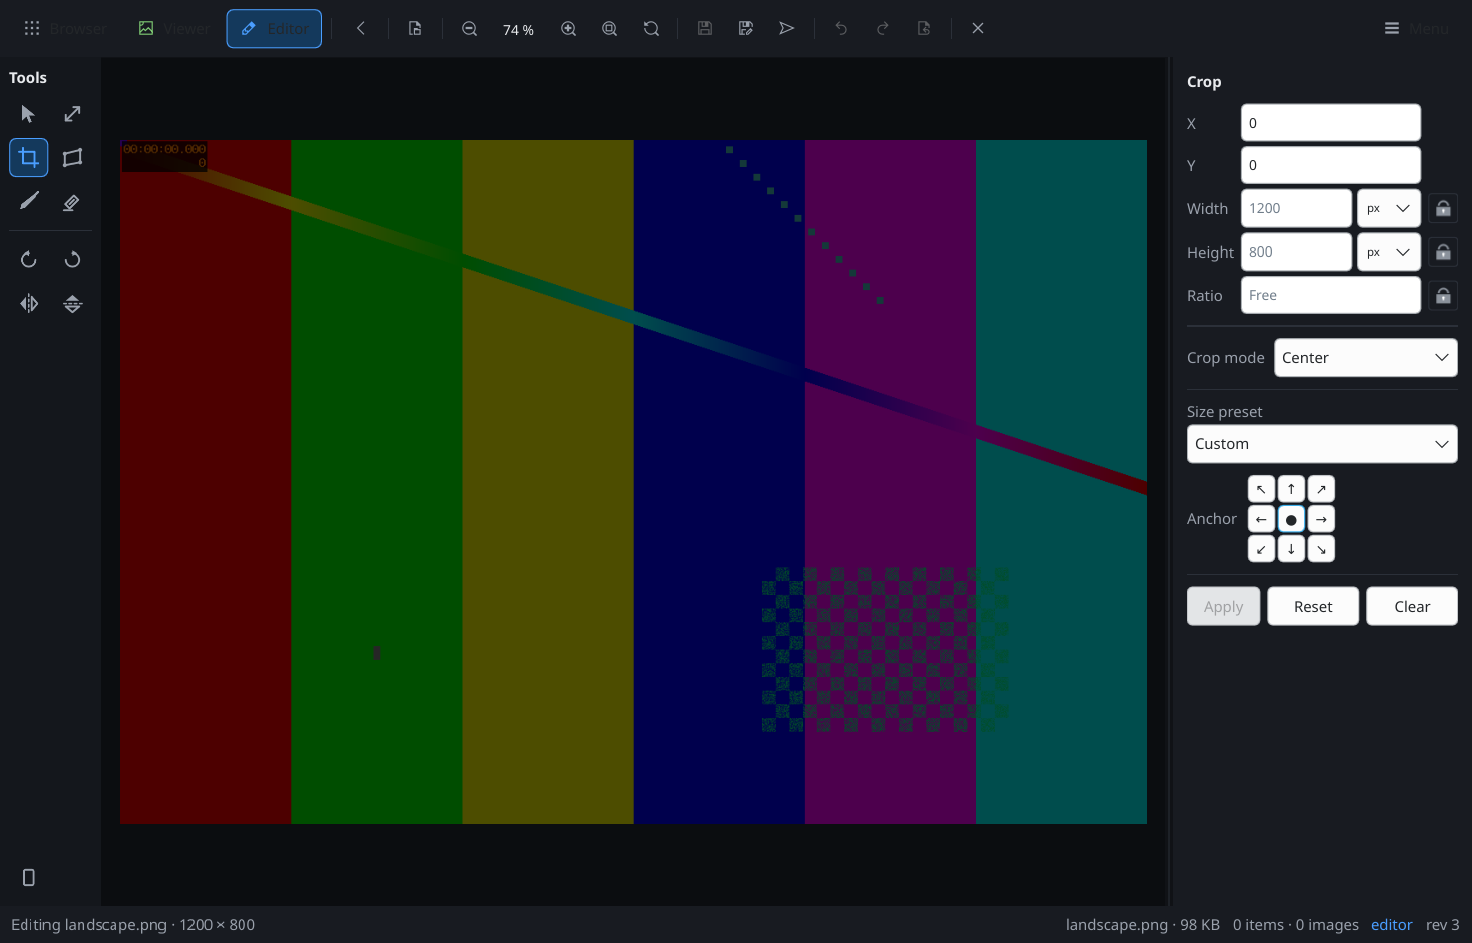 Browser Viewer Editor 74 % Menu
Tools
Crop
00:00:00.000
0
X 0
Y 0
Width 1200 px
Height 800 px
Ratio Free
Crop mode Center
Size preset
Custom
↖ ↑ ↗
Anchor ← ● →
↙ ↓ ↘
Apply Reset Clear
Editing landscape.png · 1200 × 800 landscape.png · 98 KB 0 items · 0 images editor rev 3